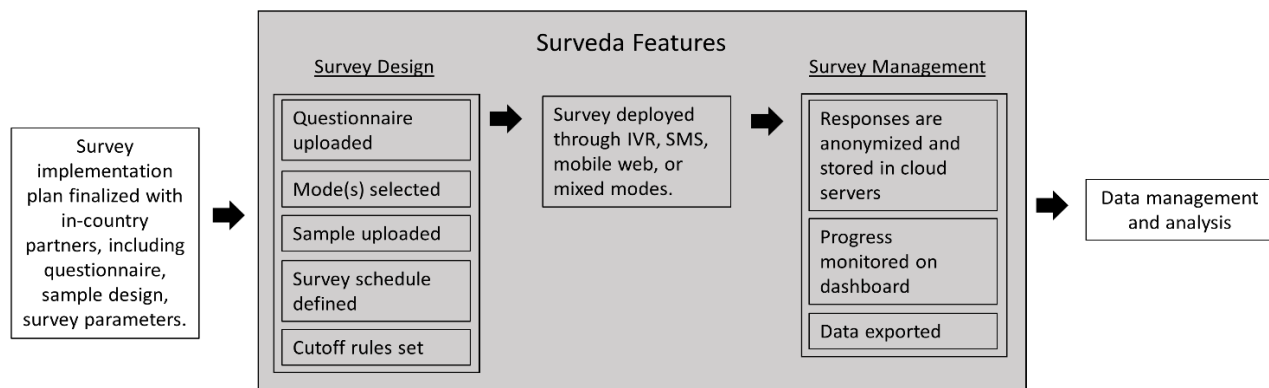 Survey
implementation
plan finalized with
in-country
partners, including
questionnaire,
sample design,
survey parameters.
Surveda Features
Survey Design
Questionnaire
uploaded
Mode(s) selected
Sample uploaded
Survey schedule
defined
Cutoff rules set
Survey deployed
through IVR, SMS,
mobile web, or
mixed modes.
Survey Management
Responses are
anonymized and
stored in cloud
servers
Progress
monitored on
dashboard
Data exported
Data management
and analysis